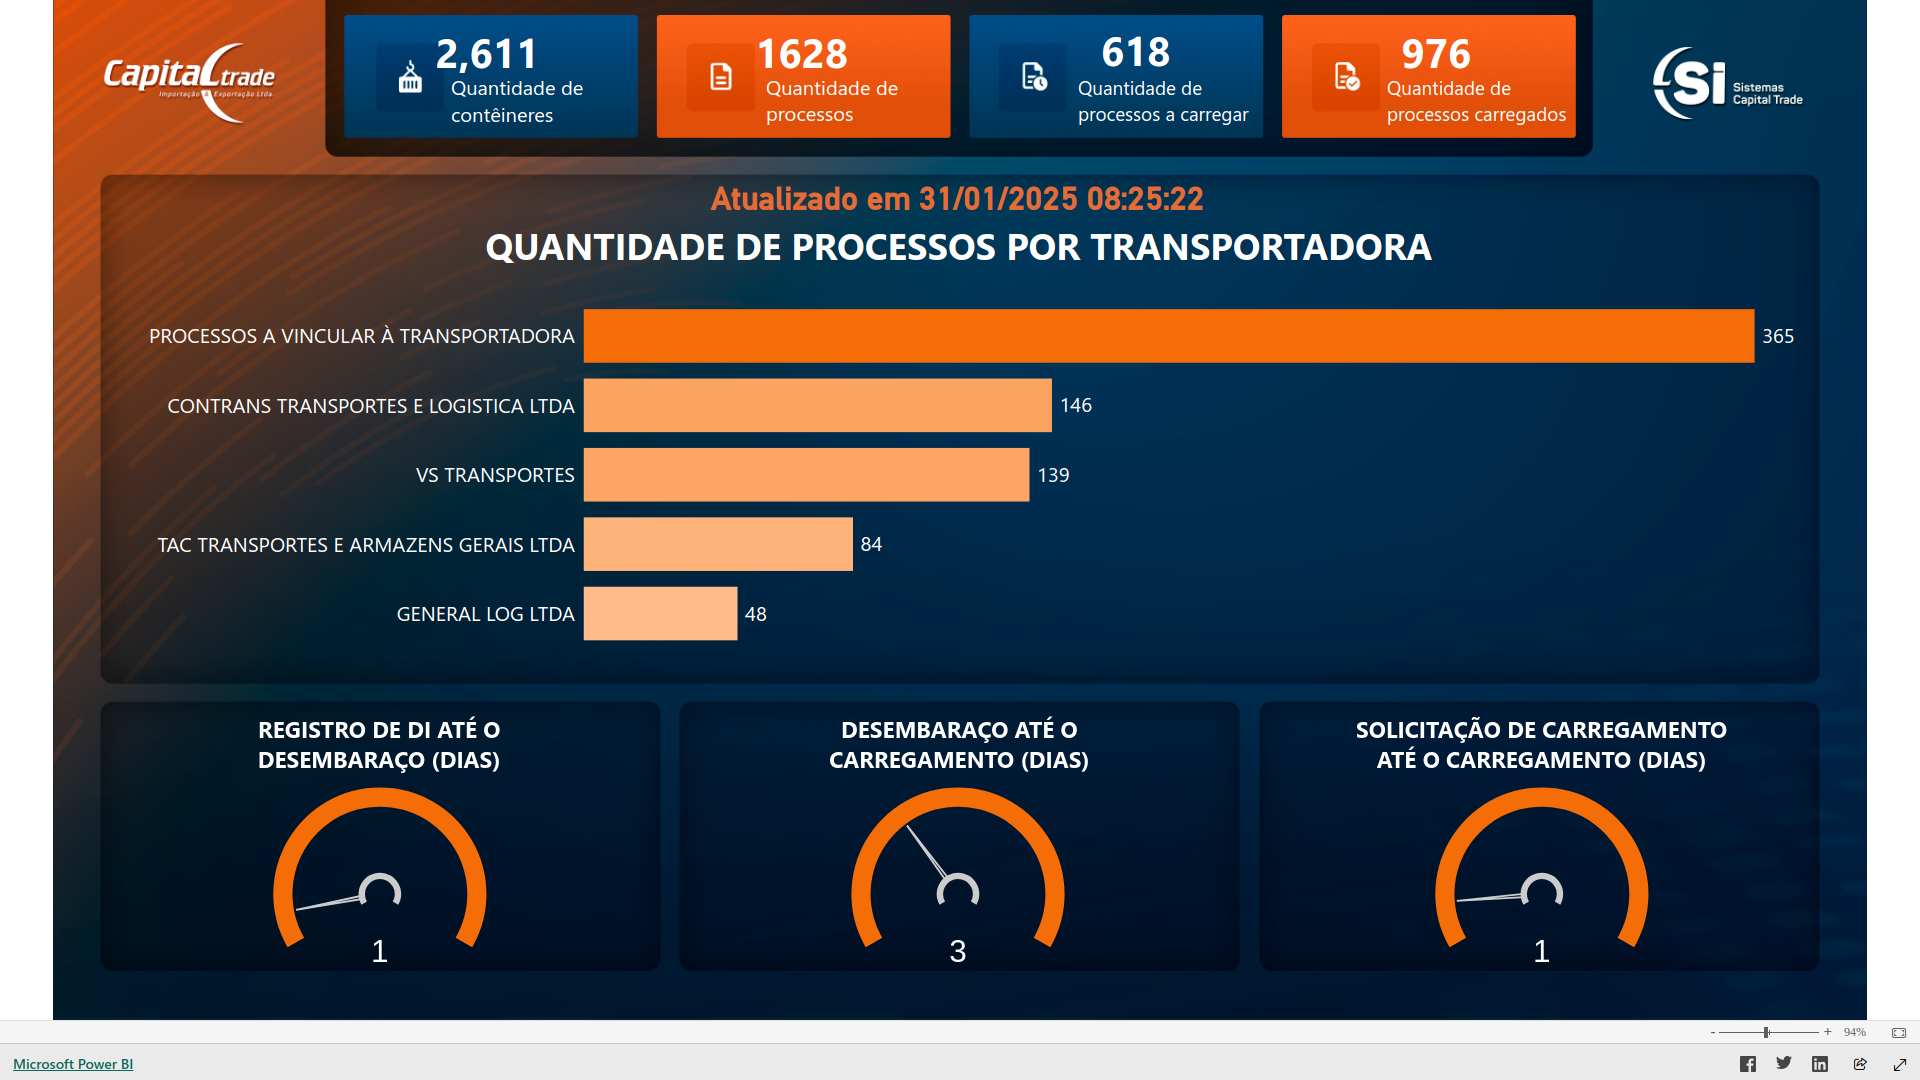 Capital trade
Importação & Exportação Ltda.
2,611
Quantidade de
contêineres
1628
Quantidade de
processos
618
Quantidade de
processos a carregar
976
Quantidade de
processos carregados
Si Sistemas
Capital Trade
Atualizado em 31/01/2025 08:25:22
QUANTIDADE DE PROCESSOS POR TRANSPORTADORA
PROCESSOS A VINCULAR À TRANSPORTADORA 365
CONTRANS TRANSPORTES E LOGISTICA LTDA 146
VS TRANSPORTES 139
TAC TRANSPORTES E ARMAZENS GERAIS LTDA 84
GENERAL LOG LTDA 48
REGISTRO DE DI ATÉ O
DESEMBARAÇO (DIAS)
1
DESEMBARAÇO ATÉ O
CARREGAMENTO (DIAS)
3
SOLICITAÇÃO DE CARREGAMENTO
ATÉ O CARREGAMENTO (DIAS)
1
- + 94%
Microsoft Power BI